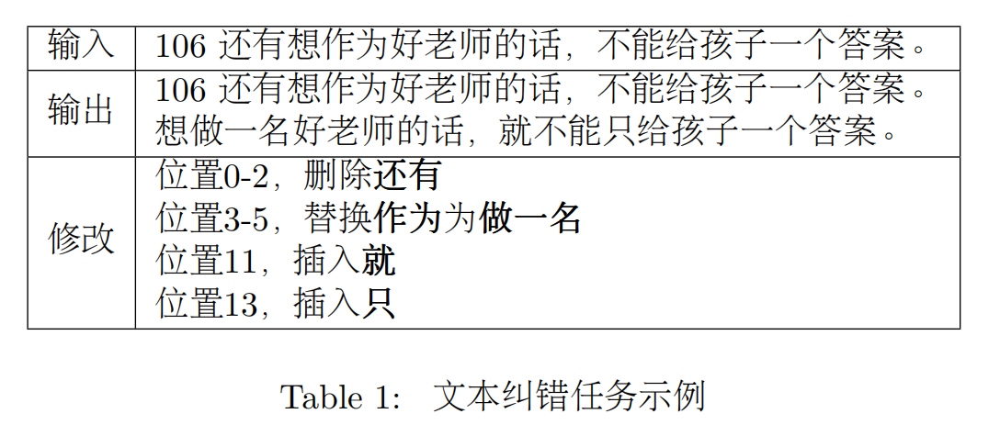 输入
106 还有想作为好老师的话，不能给孩子一个答案。
输出
106 还有想作为好老师的话，不能给孩子一个答案。
想做一名好老师的话，就不能只给孩子一个答案。
修改
位置0-2，删除还有
位置3-5，替换作为为做一名
位置11，插入就
位置13，插入只
Table 1: 文本纠错任务示例